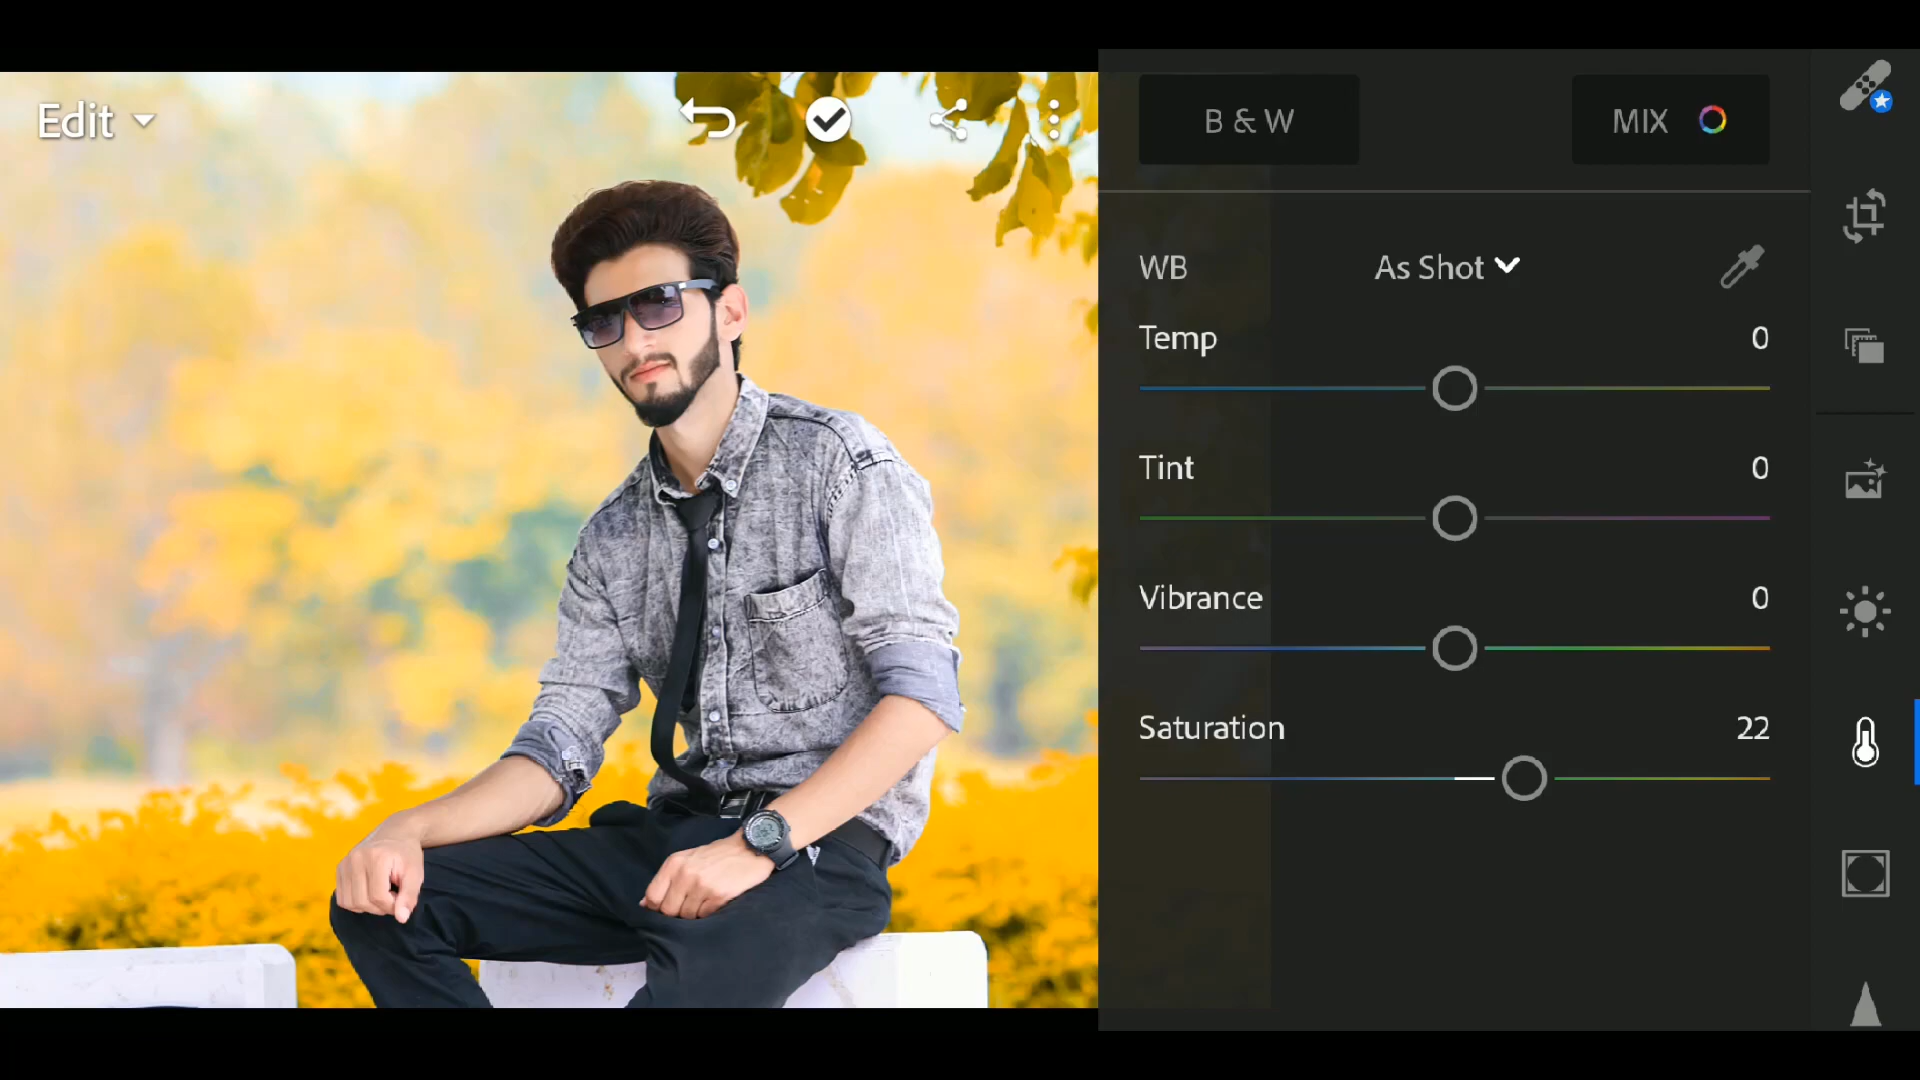 Edit
B & W
MIX
WB
As Shot
Temp
0
Tint
0
Vibrance
0
Saturation
22